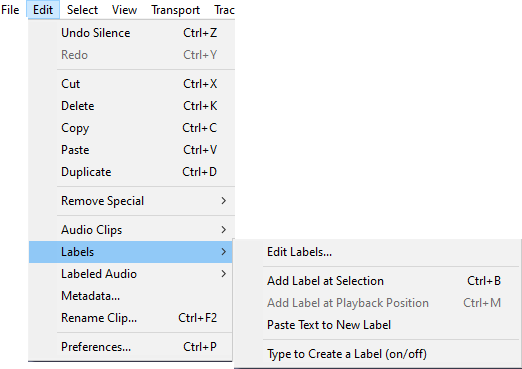 File Edit Select View Transport Trac
Undo Silence Ctrl+Z
Redo Ctrl+Y
Cut Ctrl+X
Delete Ctrl+K
Copy Ctrl+C
Paste Ctrl+V
Duplicate Ctrl+D
Remove Special >
Audio Clips >
Labels >
Labeled Audio >
Metadata...
Rename Clip... Ctrl+F2
Preferences... Ctrl+P
Edit Labels...
Add Label at Selection Ctrl+B
Add Label at Playback Position Ctrl+M
Paste Text to New Label
Type to Create a Label (on/off)